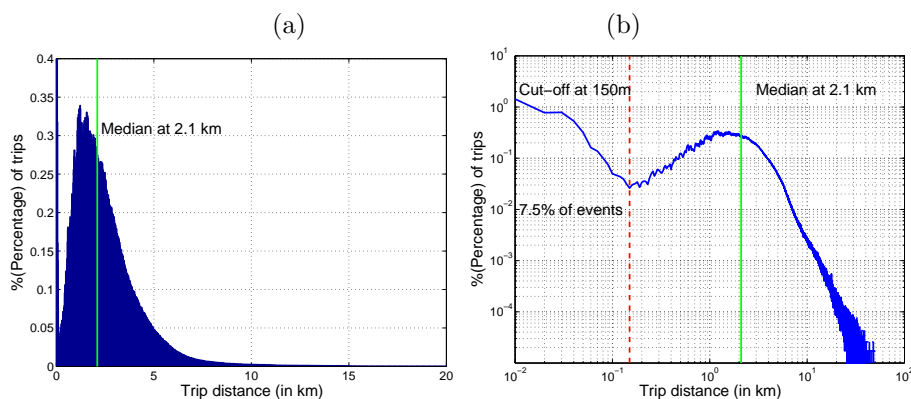 (a)
(b)
0.4
0.35
0.3
0.25
0.2
0.15
0.1
0.05
0
%(Percentage) of trips
Median at 2.1 km
0 5 10 15 20
Trip distance (in km)
10^1
10^0
10^-1
10^-2
10^-3
10^-4
%(Percentage) of trips
Cut-off at 150m
Median at 2.1 km
7.5% of events
10^-2 10^-1 10^0 10^1 10^2
Trip distance (in km)